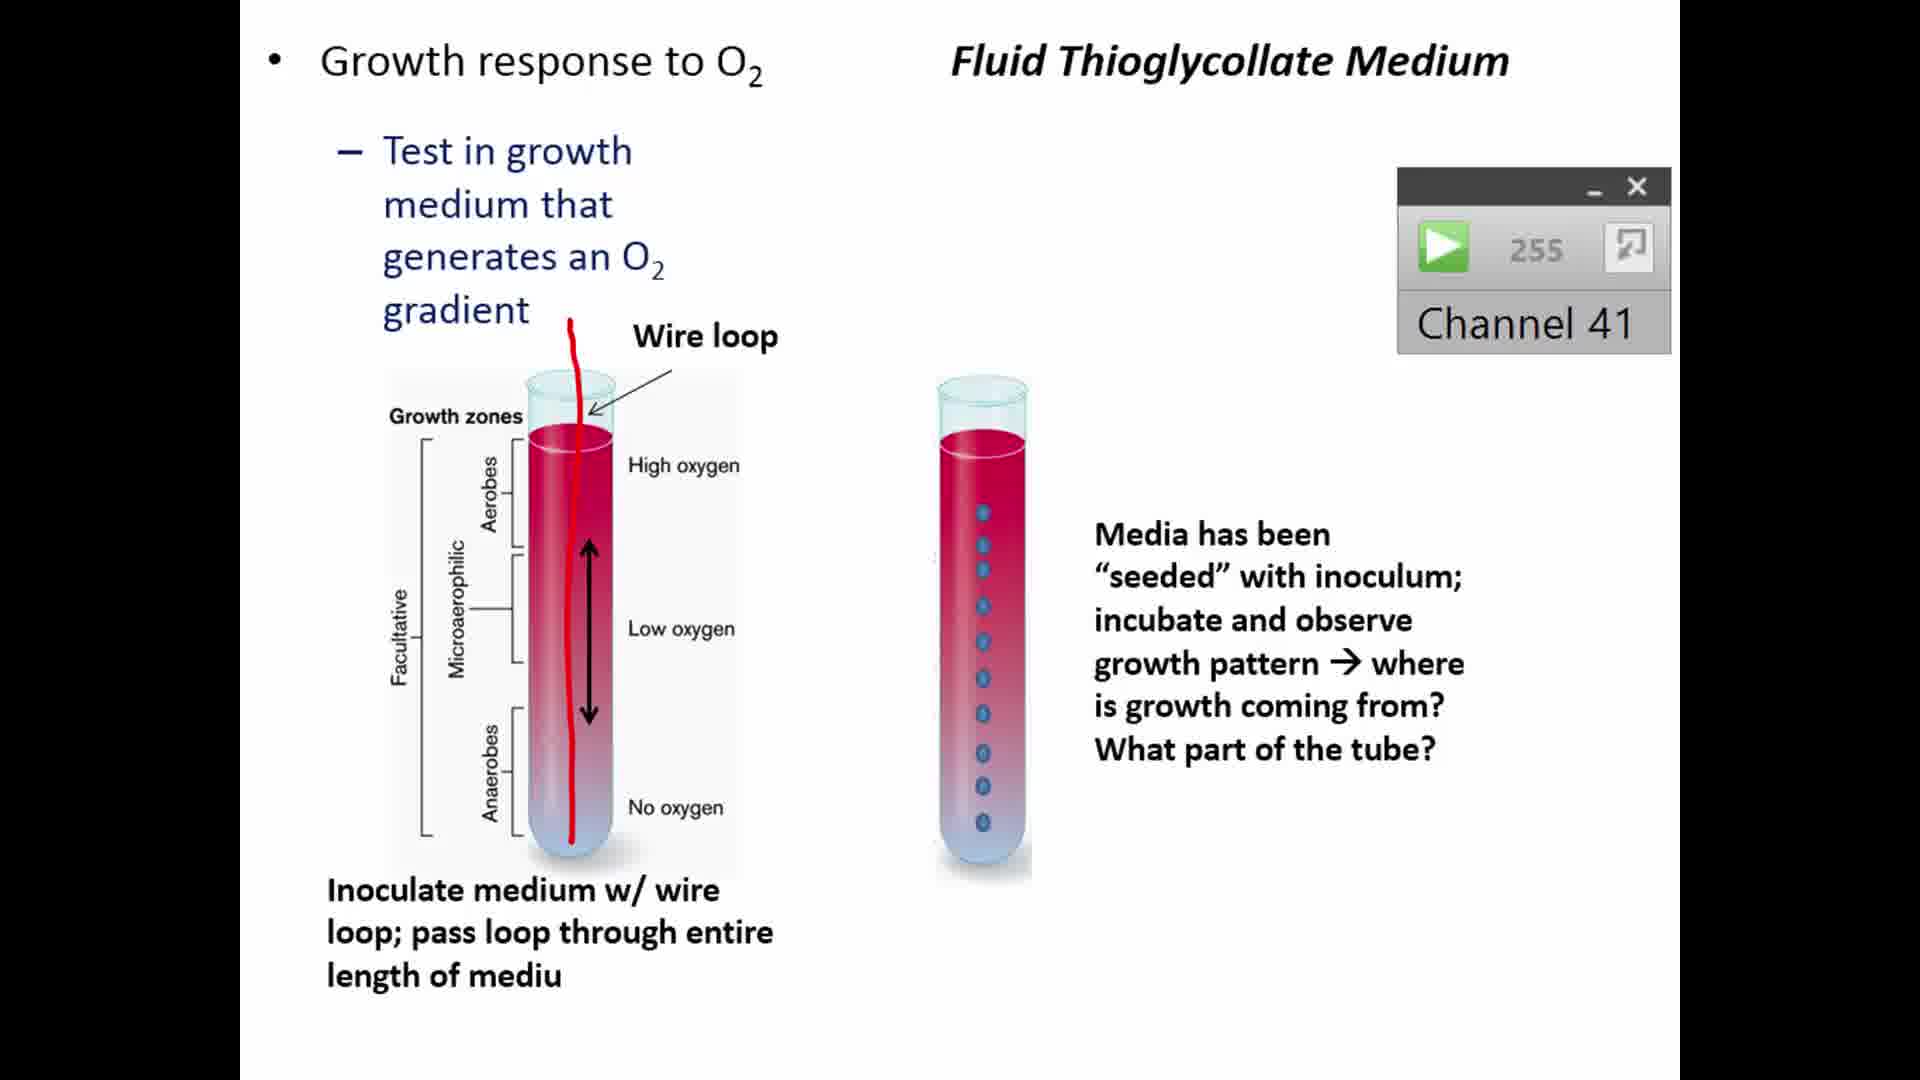 • Growth response to O2
Fluid Thioglycollate Medium
– Test in growth
medium that
generates an O2
gradient
Wire loop
255
Channel 41
Growth zones
Aerobes
Microaerophilic
Facultative
Anaerobes
High oxygen
Low oxygen
No oxygen
Media has been
“seeded” with inoculum;
incubate and observe
growth pattern → where
is growth coming from?
What part of the tube?
Inoculate medium w/ wire
loop; pass loop through entire
length of mediu